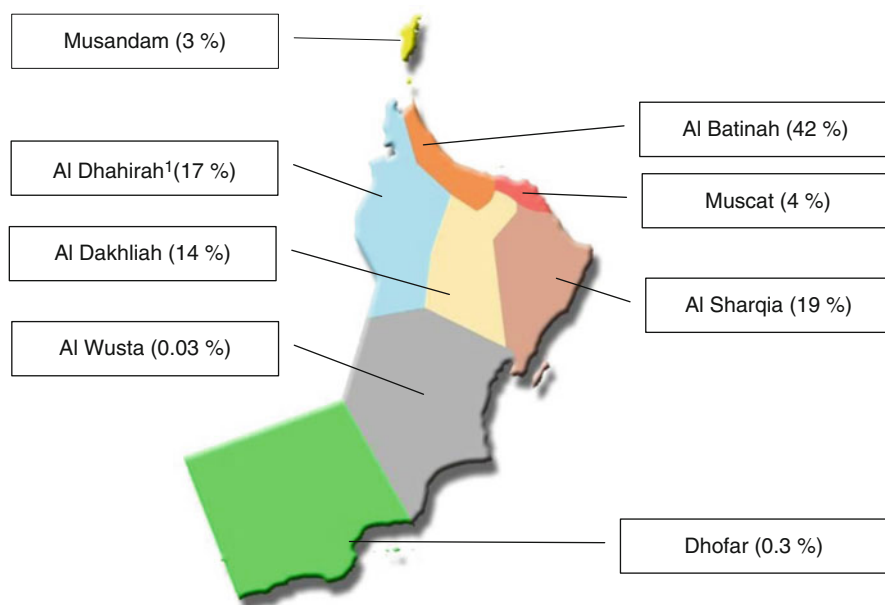 Musandam (3 %)
Al Batinah (42 %)
Al Dhahirah¹(17 %)
Muscat (4 %)
Al Dakhliah (14 %)
Al Sharqia (19 %)
Al Wusta (0.03 %)
Dhofar (0.3 %)